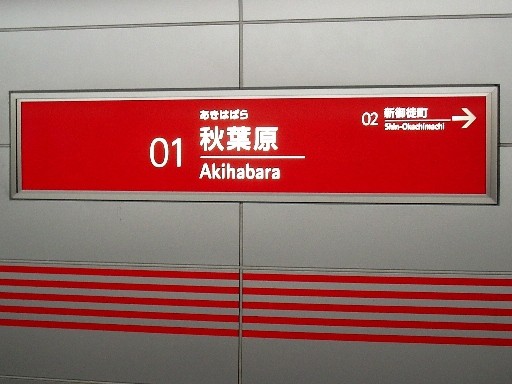 あきはばら
01 秋葉原
Akihabara
02 新御徒町
Shin-Okachimachi